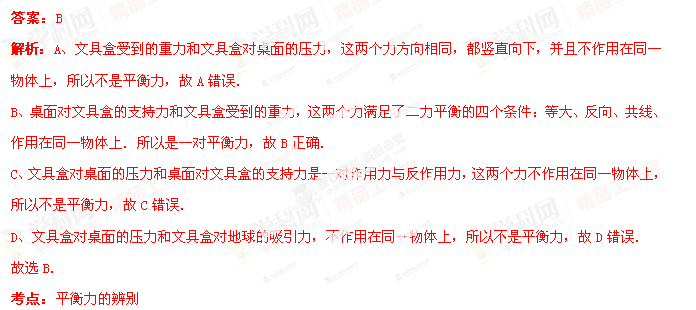 答案：B
解析：A、文具盒受到的重力和文具盒对桌面的压力，这两个力方向相同，都竖直向下，并且不作用在同一
物体上，所以不是平衡力，故 A 错误．
B、桌面对文具盒的支持力和文具盒受到的重力，这两个力满足了二力平衡的四个条件：等大、反向、共线、
作用在同一物体上．所以是一对平衡力，故 B 正确．
C、文具盒对桌面的压力和桌面对文具盒的支持力是一对作用力与反作用力，这两个力不作用在同一物体上，
所以不是平衡力，故 C 错误．
D、文具盒对桌面的压力和文具盒对地球的吸引力，不作用在同一物体上，所以不是平衡力，故 D 错误．
故选 B．
考点：平衡力的辨别